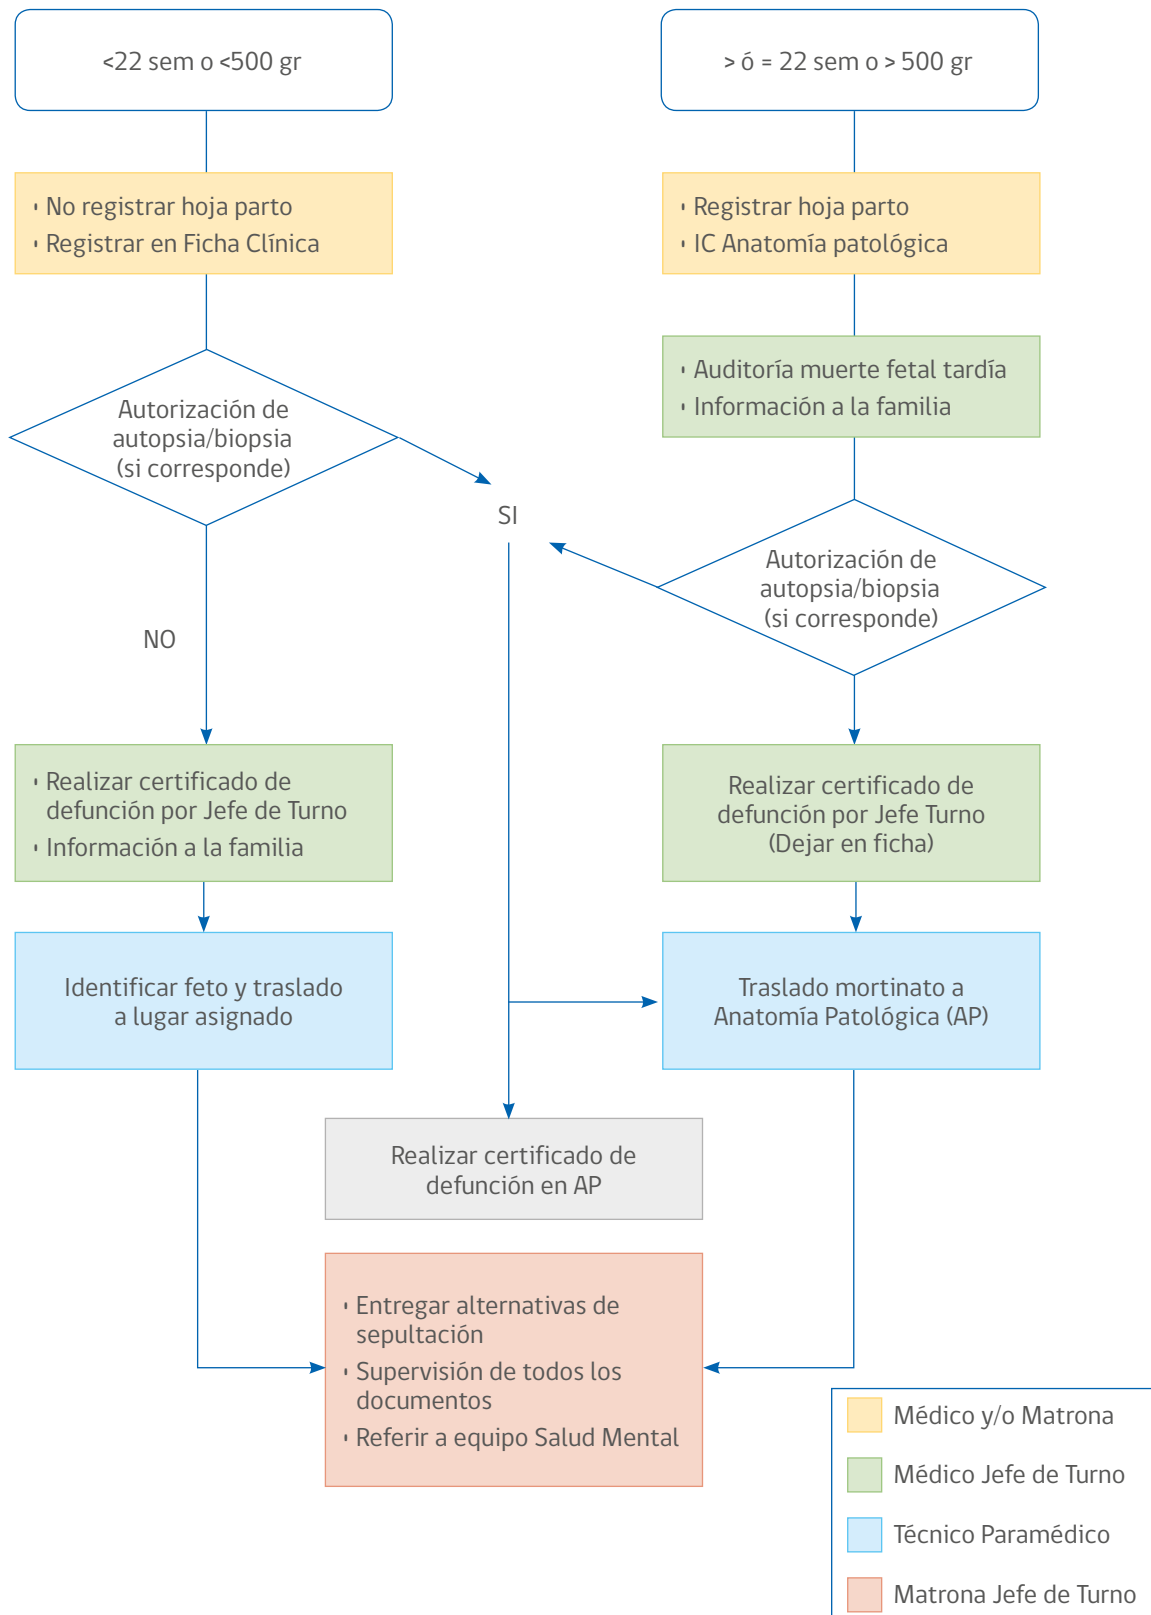 <22 sem o <500 gr
> ó = 22 sem o > 500 gr
· No registrar hoja parto
· Registrar en Ficha Clínica
· Registrar hoja parto
· IC Anatomía patológica
· Auditoría muerte fetal tardía
· Información a la familia
Autorización de
autopsia/biopsia
(si corresponde)
SI
Autorización de
autopsia/biopsia
(si corresponde)
NO
· Realizar certificado de
defunción por Jefe de Turno
· Información a la familia
Realizar certificado de
defunción por Jefe Turno
(Dejar en ficha)
Identificar feto y traslado
a lugar asignado
Traslado mortinato a
Anatomía Patológica (AP)
Realizar certificado de
defunción en AP
· Entregar alternativas de
sepultación
· Supervisión de todos los
documentos
· Referir a equipo Salud Mental
Médico y/o Matrona
Médico Jefe de Turno
Técnico Paramédico
Matrona Jefe de Turno